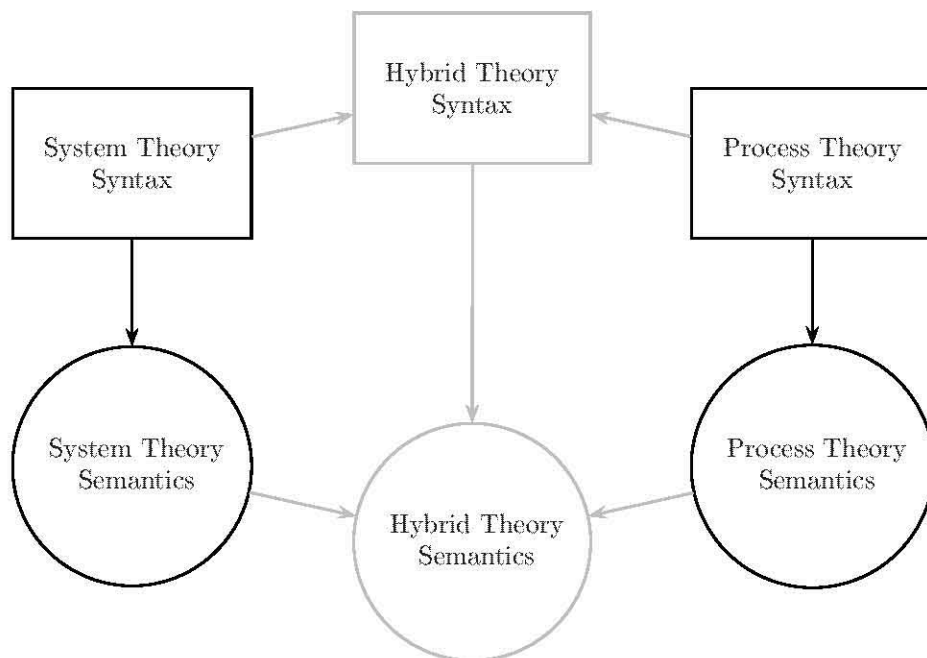 Hybrid Theory
Syntax
System Theory
Syntax
Process Theory
Syntax
System Theory
Semantics
Process Theory
Semantics
Hybrid Theory
Semantics